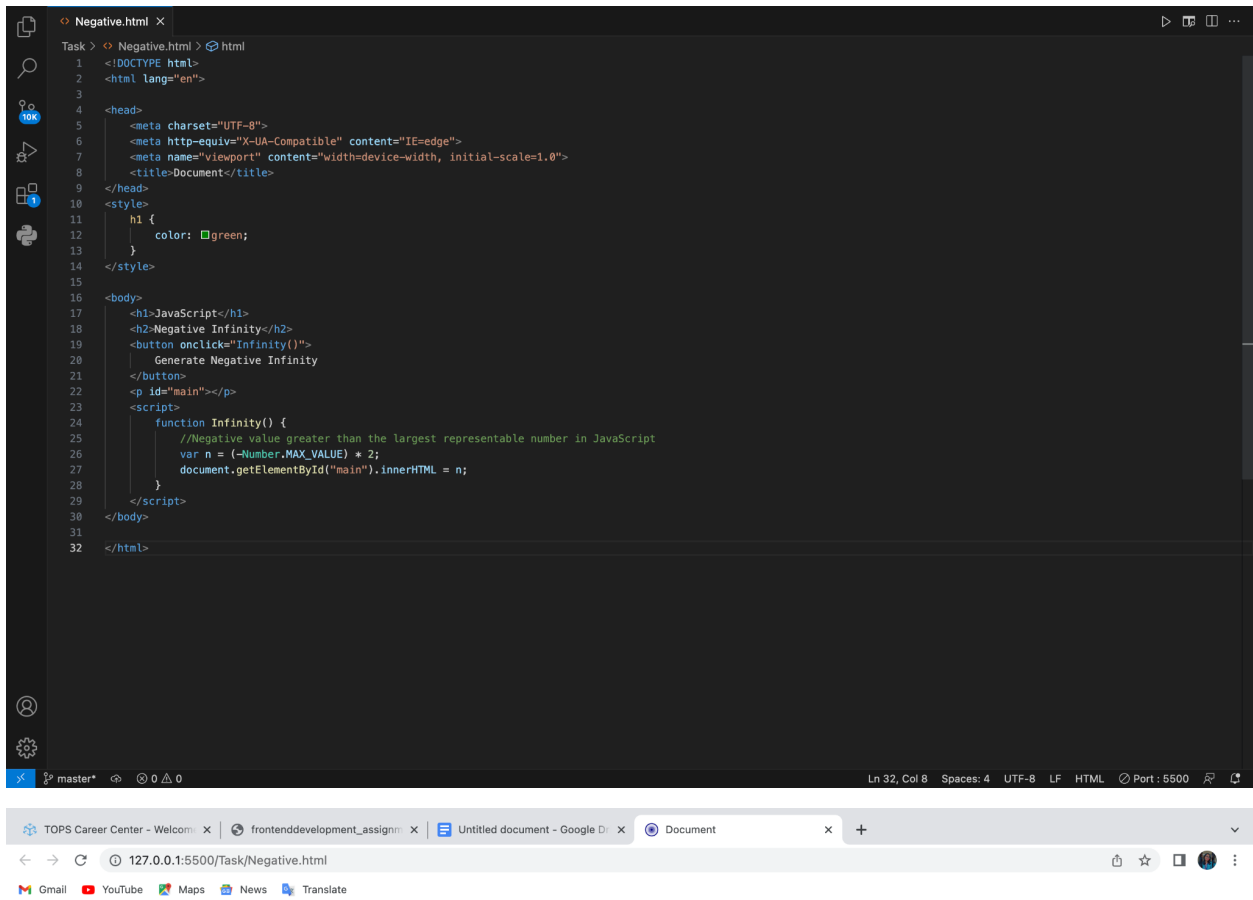 Negative.html
Task > Negative.html > html
1 <!DOCTYPE html>
2 <html lang="en">
3
4 <head>
5 <meta charset="UTF-8">
6 <meta http-equiv="X-UA-Compatible" content="IE=edge">
7 <meta name="viewport" content="width=device-width, initial-scale=1.0">
8 <title>Document</title>
9 </head>
10 <style>
11 h1 {
12 color: green;
13 }
14 </style>
15
16 <body>
17 <h1>JavaScript</h1>
18 <h2>Negative Infinity</h2>
19 <button onclick="Infinity()">
20 Generate Negative Infinity
21 </button>
22 <p id="main"></p>
23 <script>
24 function Infinity() {
25 //Negative value greater than the largest representable number in JavaScript
26 var n = (-Number.MAX_VALUE) * 2;
27 document.getElementById("main").innerHTML = n;
28 }
29 </script>
30 </body>
31
32 </html>
10K
1
master* 0 0 Ln 32, Col 8 Spaces: 4 UTF-8 LF HTML Port : 5500
TOPS Career Center - Welcom frontenddevelopment_assignm Untitled document - Google Dr Document
127.0.0.1:5500/Task/Negative.html
Gmail YouTube Maps News Translate